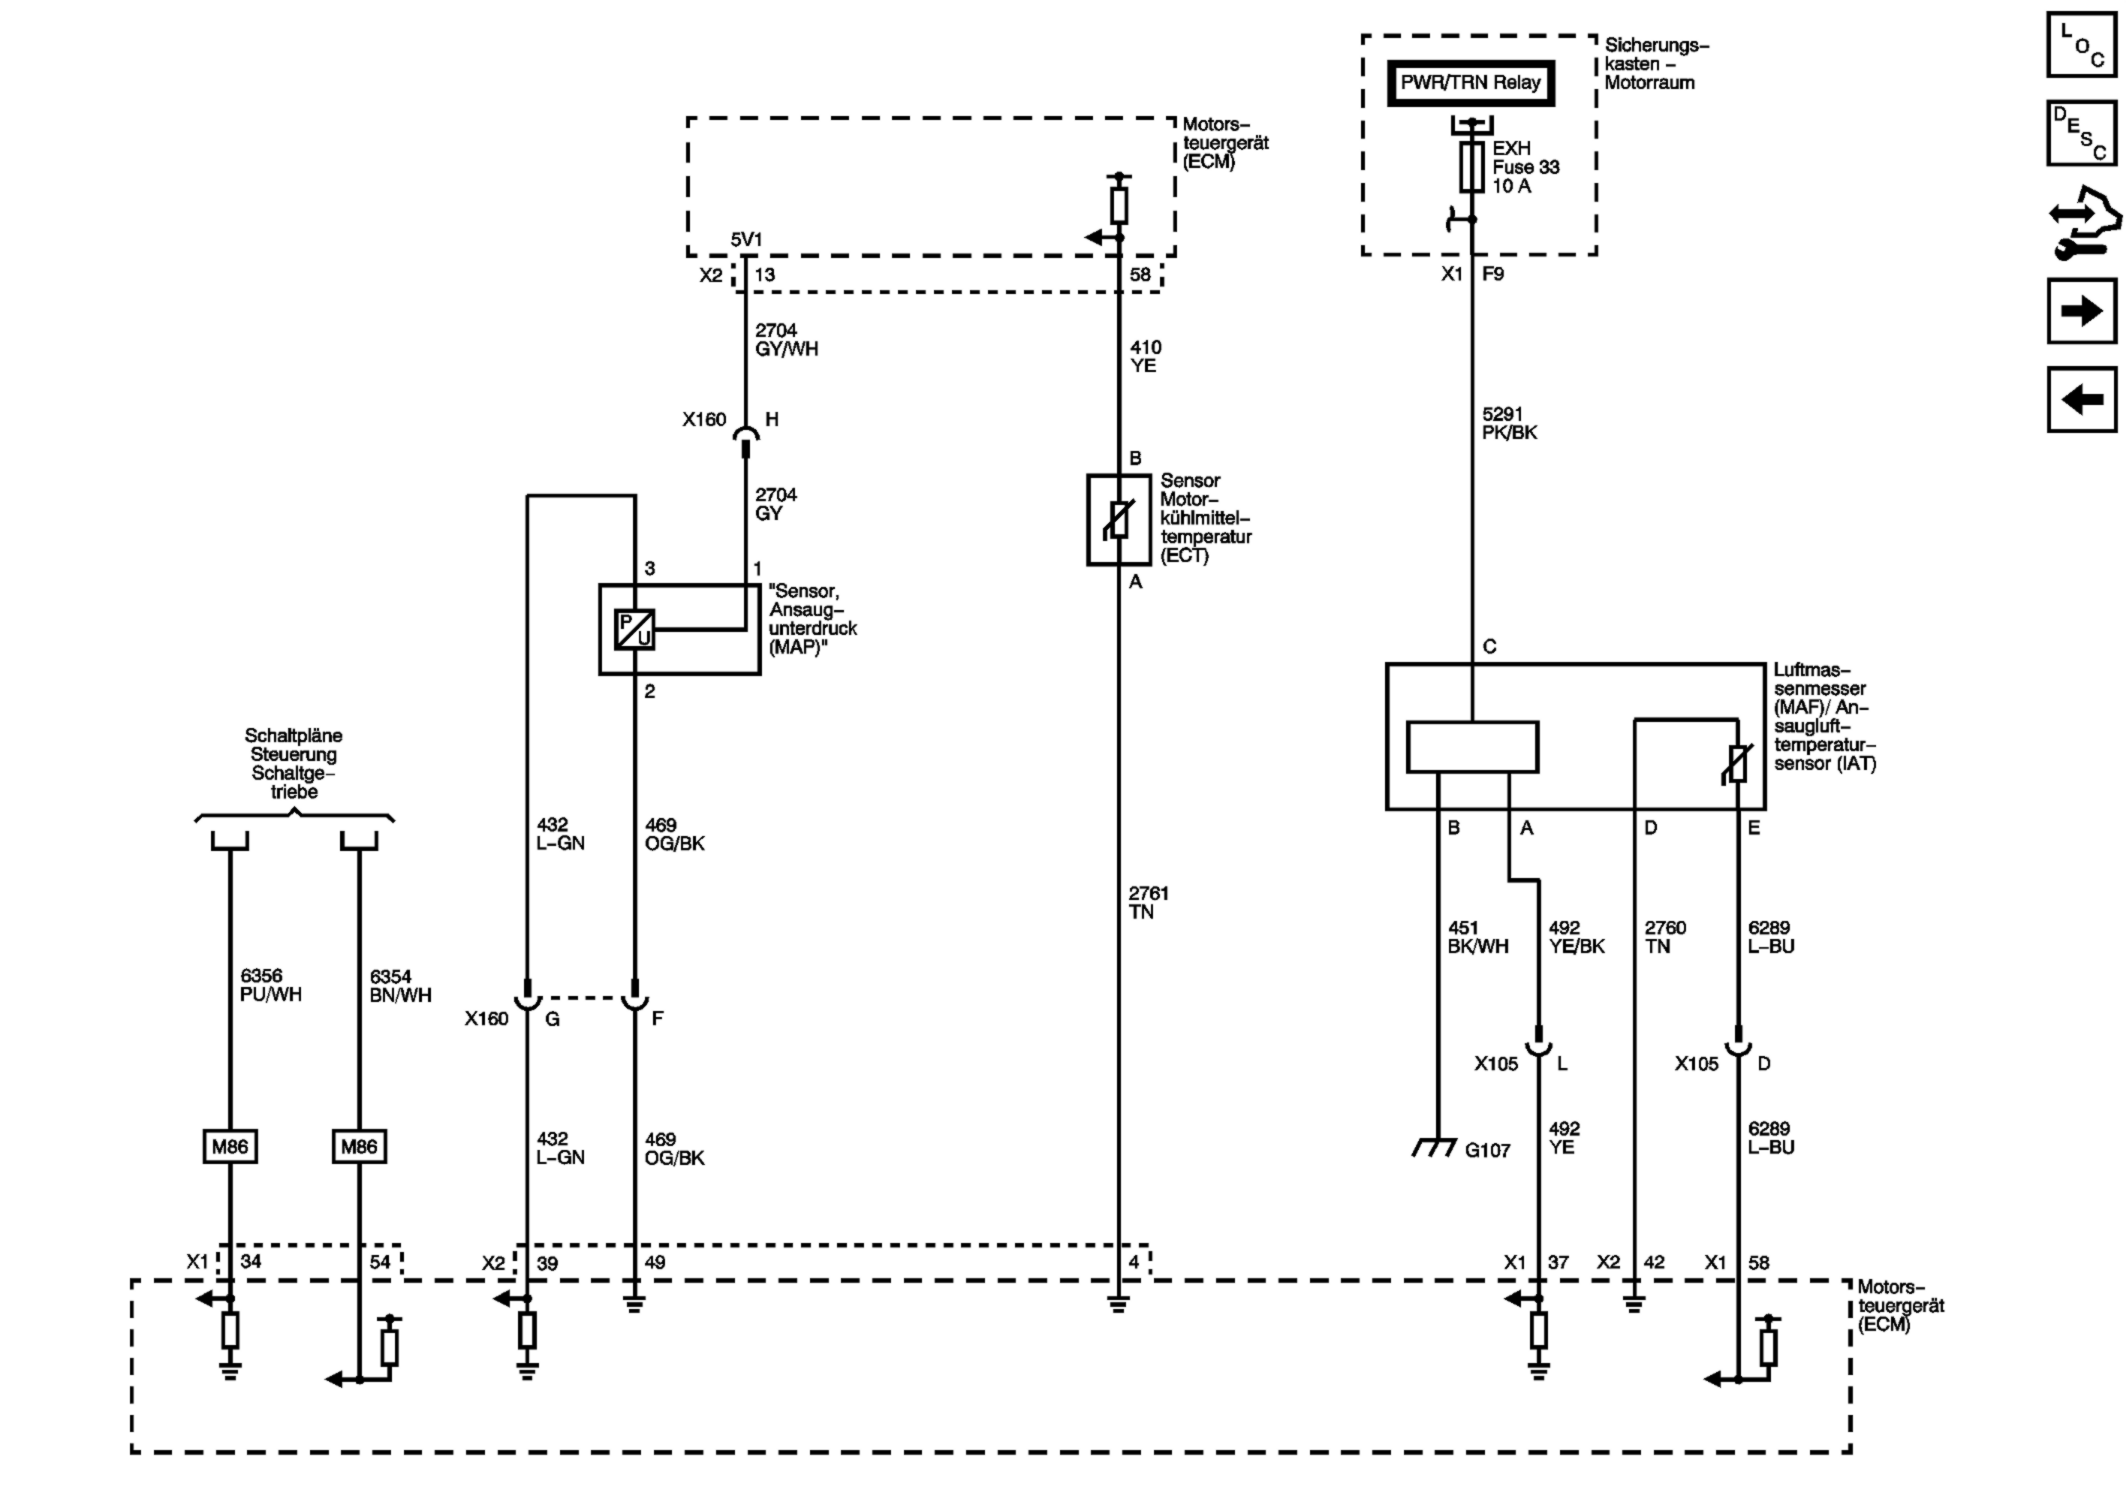 Sicherungs-
kasten -
Motorraum
PWR/TRN Relay
EXH
Fuse 33
10 A
X1 F9
L
O
C
D
E
S
C
Motors-
teuergerät
(ECM)
5V1
X2 13
58
2704
GY/WH
410
YE
X160 H
2704
GY
5291
PK/BK
B
Sensor
Motor-
kühlmittel-
temperatur
(ECT)
A
3
1
"Sensor,
Ansaug-
unterdruck
(MAP)"
P
U
2
C
Luftmas-
senmesser
(MAF)/ An-
saugluft-
temperatur-
sensor (IAT)
B
A
D
E
Schaltpläne
Steuerung
Schaltge-
triebe
432
L-GN
469
OG/BK
2761
TN
451
BK/WH
492
YE/BK
2760
TN
6289
L-BU
6356
PU/WH
6354
BN/WH
X160 G
F
X105 L
X105 D
M86
M86
432
L-GN
469
OG/BK
G107
492
YE
6289
L-BU
X1 34
54
X2 39
49
4
X1 37
X2 42
X1 58
Motors-
teuergerät
(ECM)